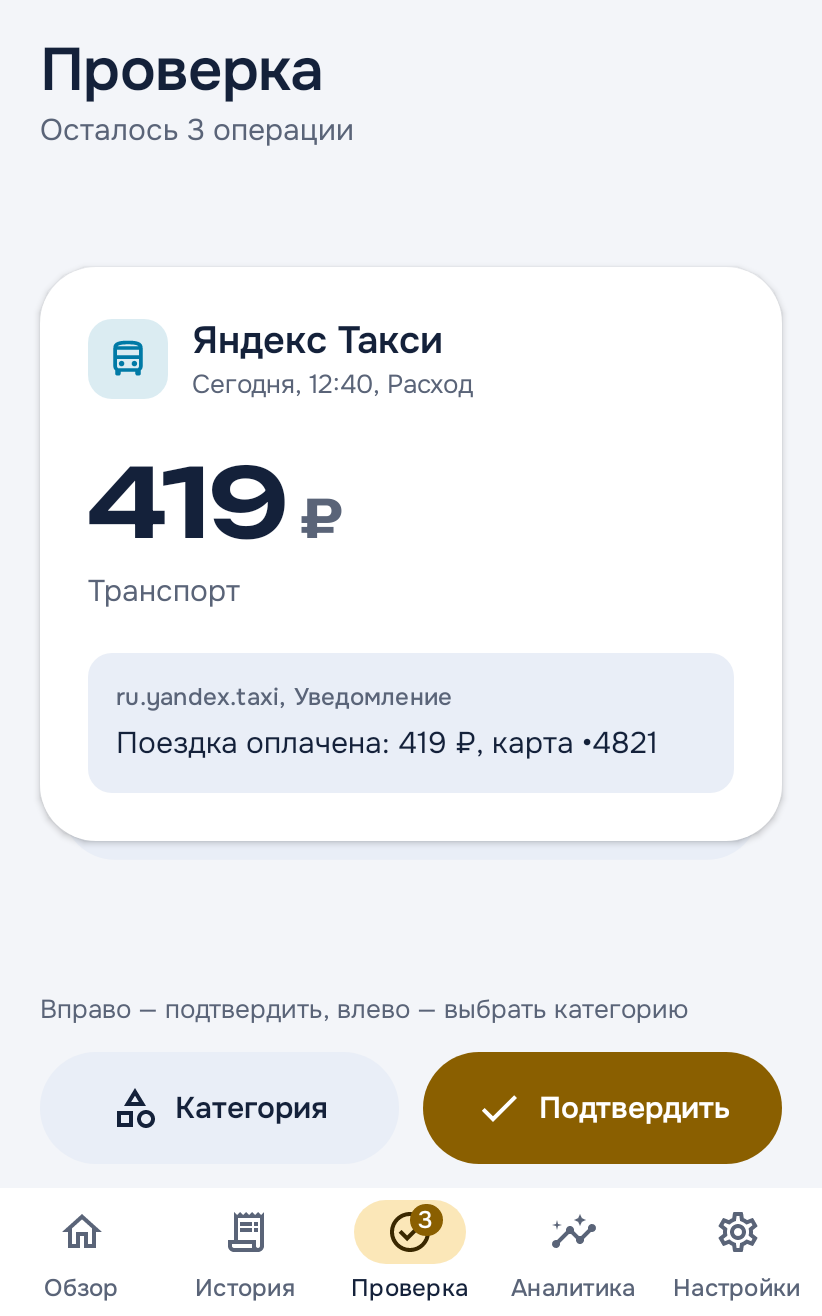 Проверка
Осталось 3 операции
Яндекс Такси
Сегодня, 12:40, Расход
419 ₽
Транспорт
ru.yandex.taxi, Уведомление
Поездка оплачена: 419 ₽, карта •4821
Вправо — подтвердить, влево — выбрать категорию
Категория
Подтвердить
3
Обзор
История
Проверка
Аналитика
Настройки